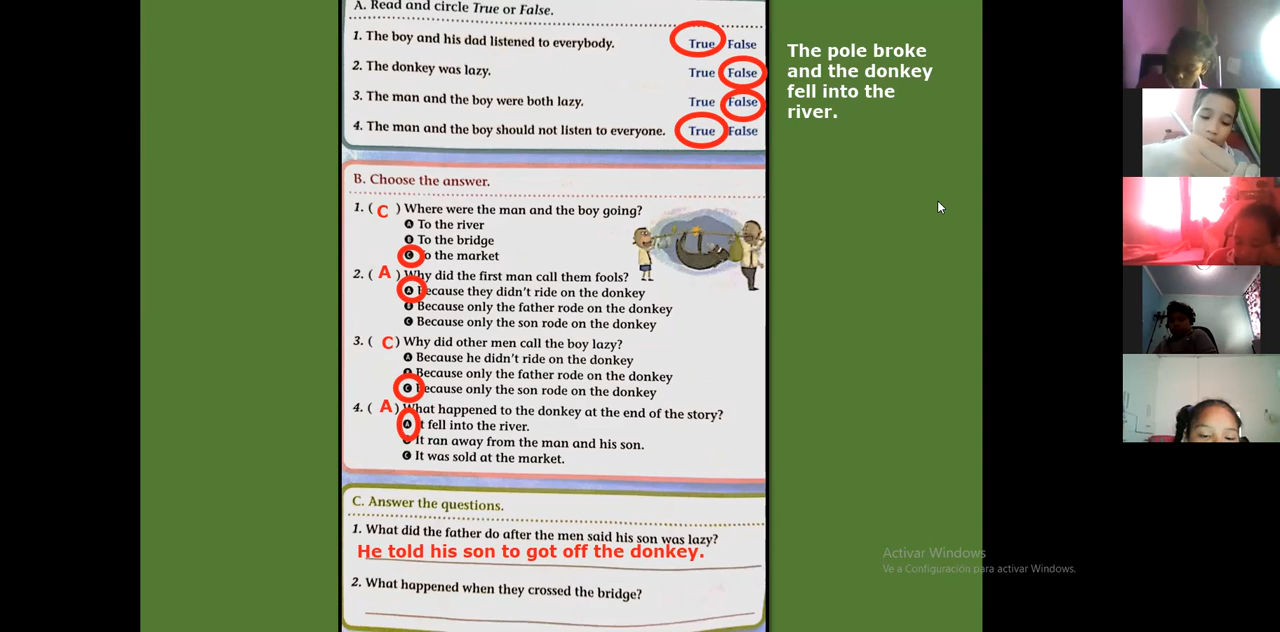 A. Read and circle True or False.
1. The boy and his dad listened to everybody. True False
2. The donkey was lazy. True False
3. The man and the boy were both lazy. True False
4. The man and the boy should not listen to everyone. True False
The pole broke
and the donkey
fell into the
river.
B. Choose the answer.
1. ( C ) Where were the man and the boy going?
A To the river
B To the bridge
C To the market
2. ( A ) Why did the first man call them fools?
A Because they didn't ride on the donkey
B Because only the father rode on the donkey
C Because only the son rode on the donkey
3. ( C ) Why did other men call the boy lazy?
A Because he didn't ride on the donkey
B Because only the father rode on the donkey
C Because only the son rode on the donkey
4. ( A ) What happened to the donkey at the end of the story?
A It fell into the river.
B It ran away from the man and his son.
C It was sold at the market.
C. Answer the questions.
1. What did the father do after the men said his son was lazy?
He told his son to got off the donkey.
2. What happened when they crossed the bridge?
Activar Windows
Ve a Configuración para activar Windows.